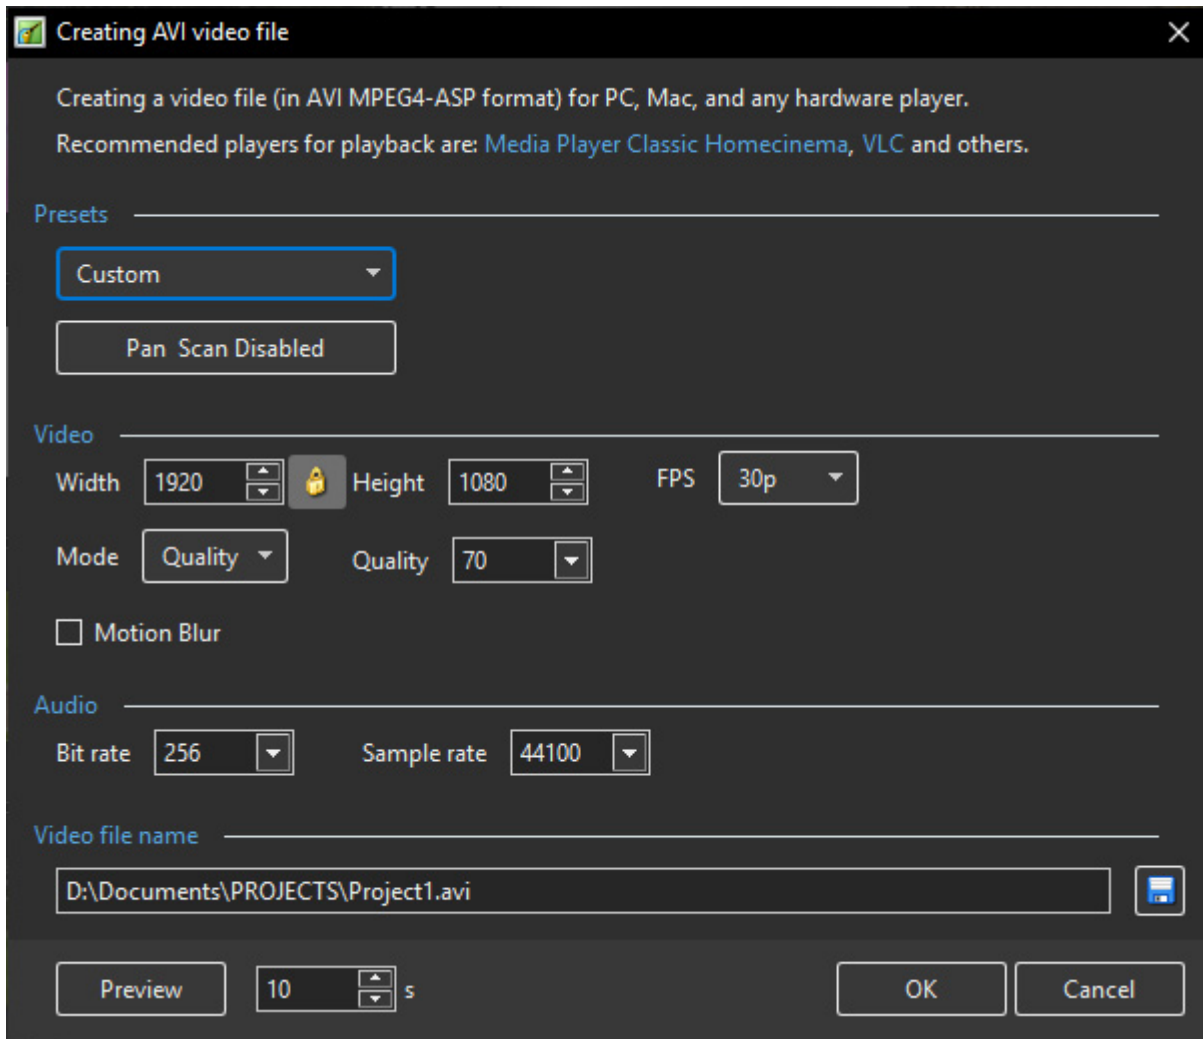 Creating AVI video file
Creating a video file (in AVI MPEG4-ASP format) for PC, Mac, and any hardware player.
Recommended players for playback are: Media Player Classic Homecinema, VLC and others.
Presets
Custom
Pan  Scan Disabled
Video
Width 1920 Height 1080 FPS 30p
Mode Quality Quality 70
Motion Blur
Audio
Bit rate 256 Sample rate 44100
Video file name
D:\Documents\PROJECTS\Project1.avi
Preview 10 s OK Cancel